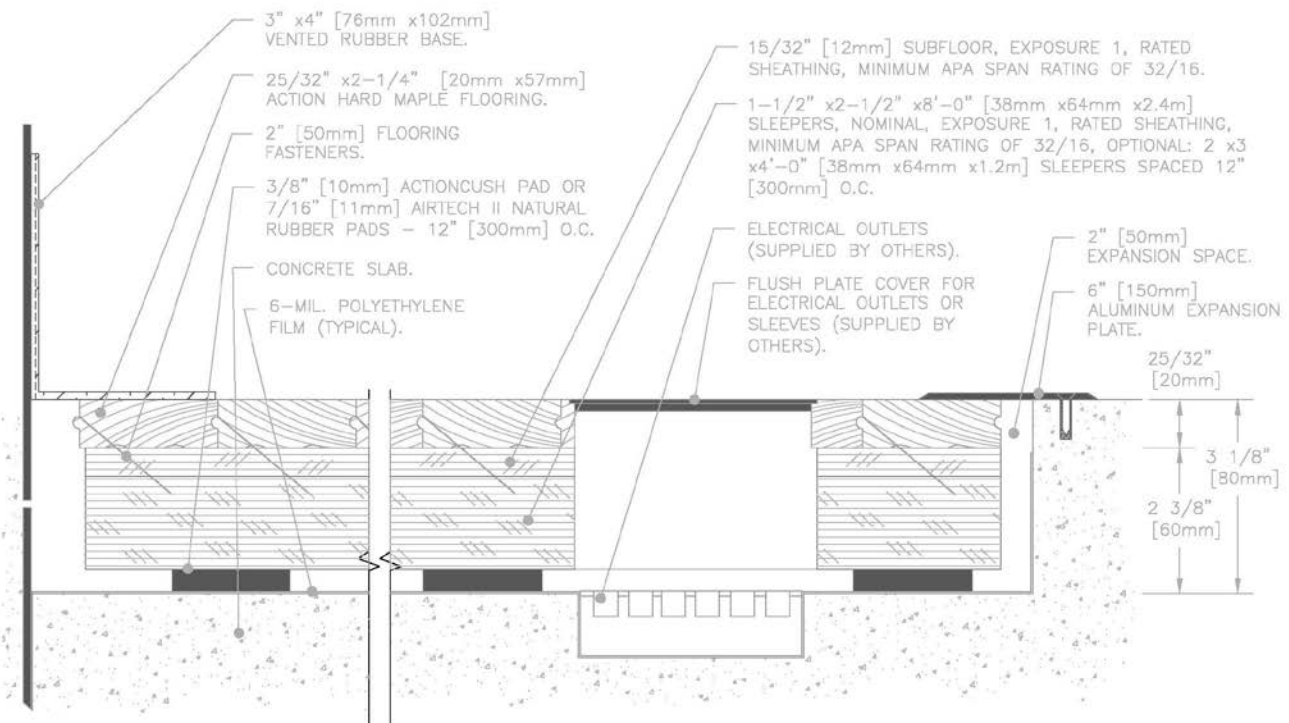 3" x4" [76mm x102mm]
VENTED RUBBER BASE.
25/32" x2-1/4" [20mm x57mm]
ACTION HARD MAPLE FLOORING.
2" [50mm] FLOORING
FASTENERS.
3/8" [10mm] ACTIONCUSH PAD OR
7/16" [11mm] AIRTECH II NATURAL
RUBBER PADS - 12" [300mm] O.C.
CONCRETE SLAB.
6-MIL. POLYETHYLENE
FILM (TYPICAL).
15/32" [12mm] SUBFLOOR, EXPOSURE 1, RATED
SHEATHING, MINIMUM APA SPAN RATING OF 32/16.
1-1/2" x2-1/2" x8'-0" [38mm x64mm x2.4m]
SLEEPERS, NOMINAL, EXPOSURE 1, RATED SHEATHING,
MINIMUM APA SPAN RATING OF 32/16, OPTIONAL: 2 x3
x4'-0" [38mm x64mm x1.2m] SLEEPERS SPACED 12"
[300mm] O.C.
ELECTRICAL OUTLETS
(SUPPLIED BY OTHERS).
FLUSH PLATE COVER FOR
ELECTRICAL OUTLETS OR
SLEEVES (SUPPLIED BY
OTHERS).
2" [50mm]
EXPANSION SPACE.
6" [150mm]
ALUMINUM EXPANSION
PLATE.
25/32"
[20mm]
3 1/8"
[80mm]
2 3/8"
[60mm]